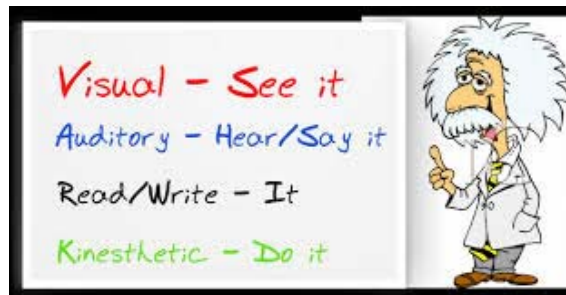 Visual - See it
Auditory - Hear/Say it
Read/Write - It
Kinesthetic - Do it